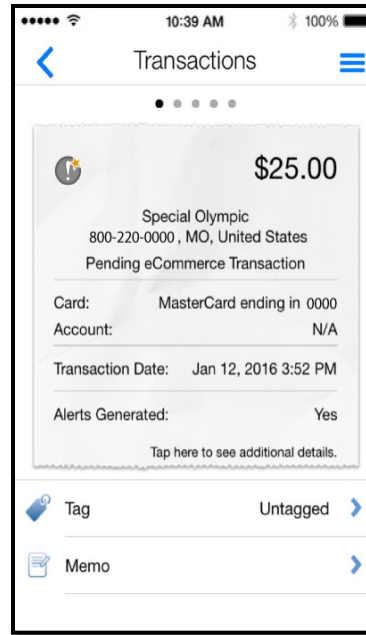 10:39 AM 100%
Transactions
$25.00
Special Olympic
800-220-0000 , MO, United States
Pending eCommerce Transaction
Card: MasterCard ending in 0000
Account: N/A
Transaction Date: Jan 12, 2016 3:52 PM
Alerts Generated: Yes
Tap here to see additional details.
Tag Untagged
Memo